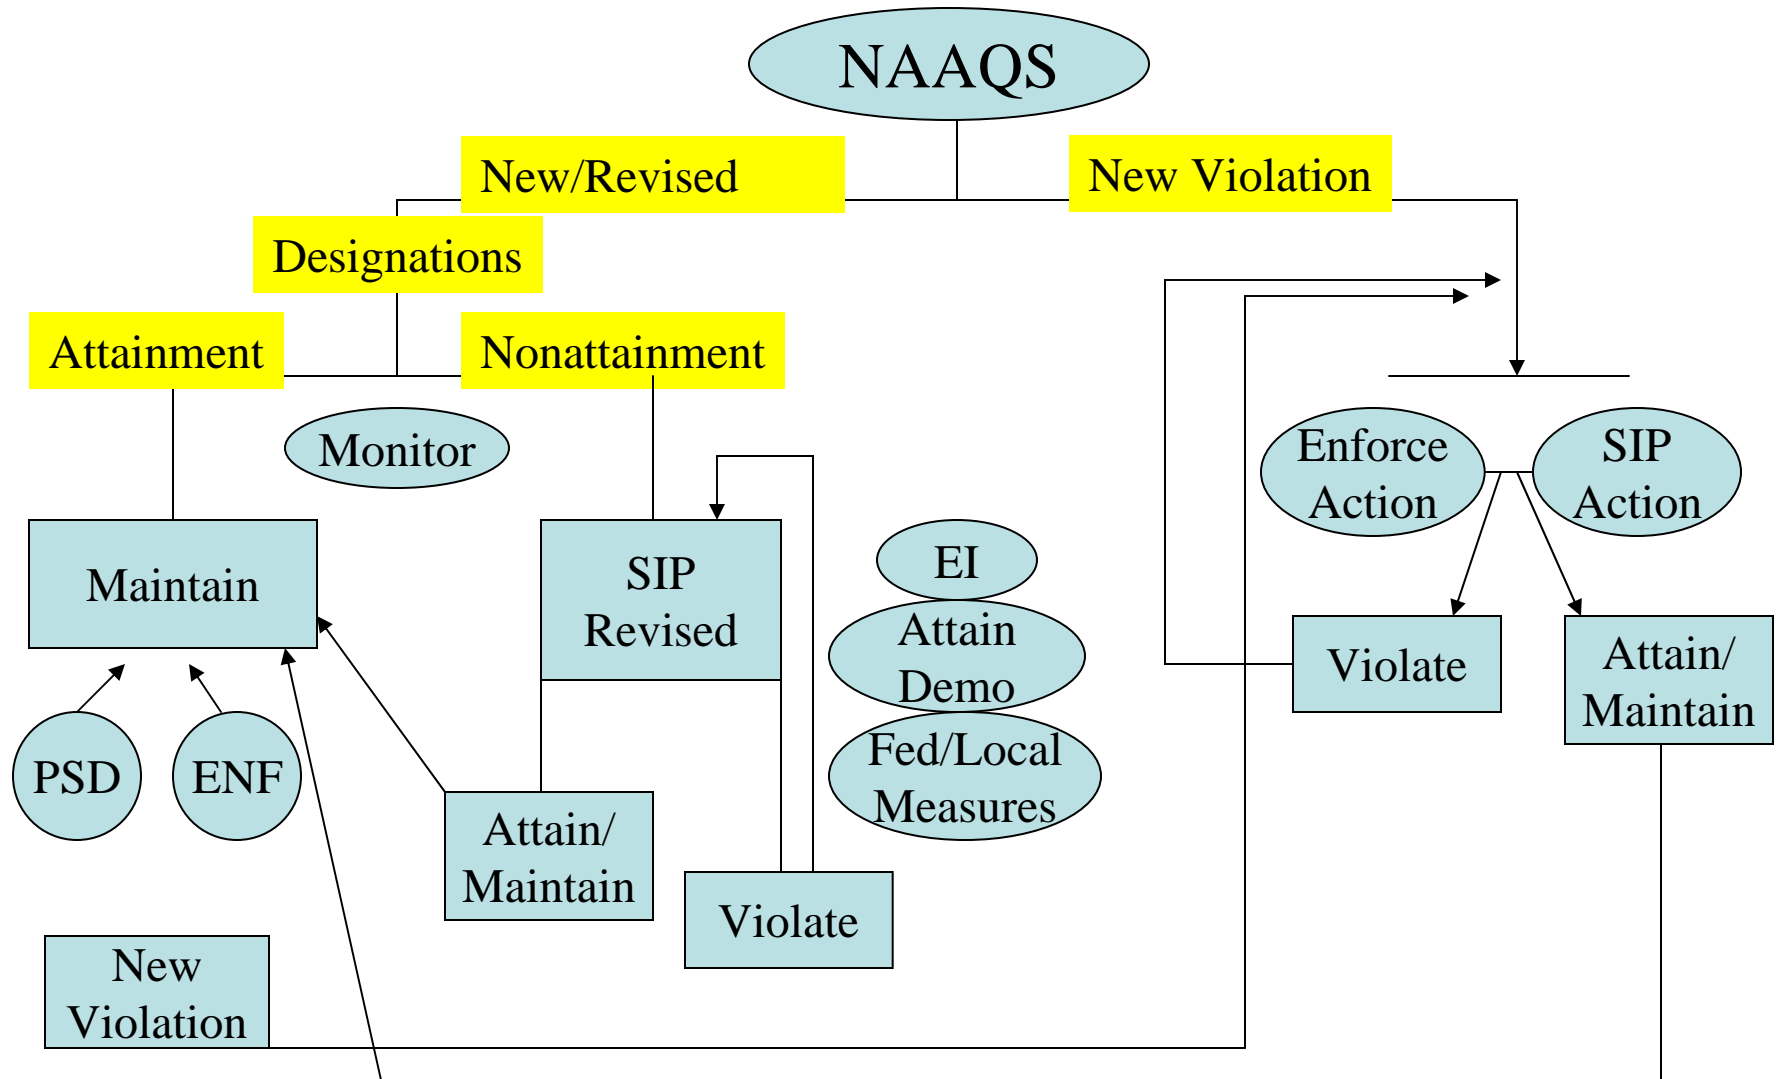 NAAQS
New/Revised
New Violation
Designations
Attainment
Nonattainment
Monitor
Enforce
Action
SIP
Action
Maintain
SIP
Revised
EI
Attain
Demo
Fed/Local
Measures
Violate
Attain/
Maintain
PSD
ENF
Attain/
Maintain
Violate
New
Violation